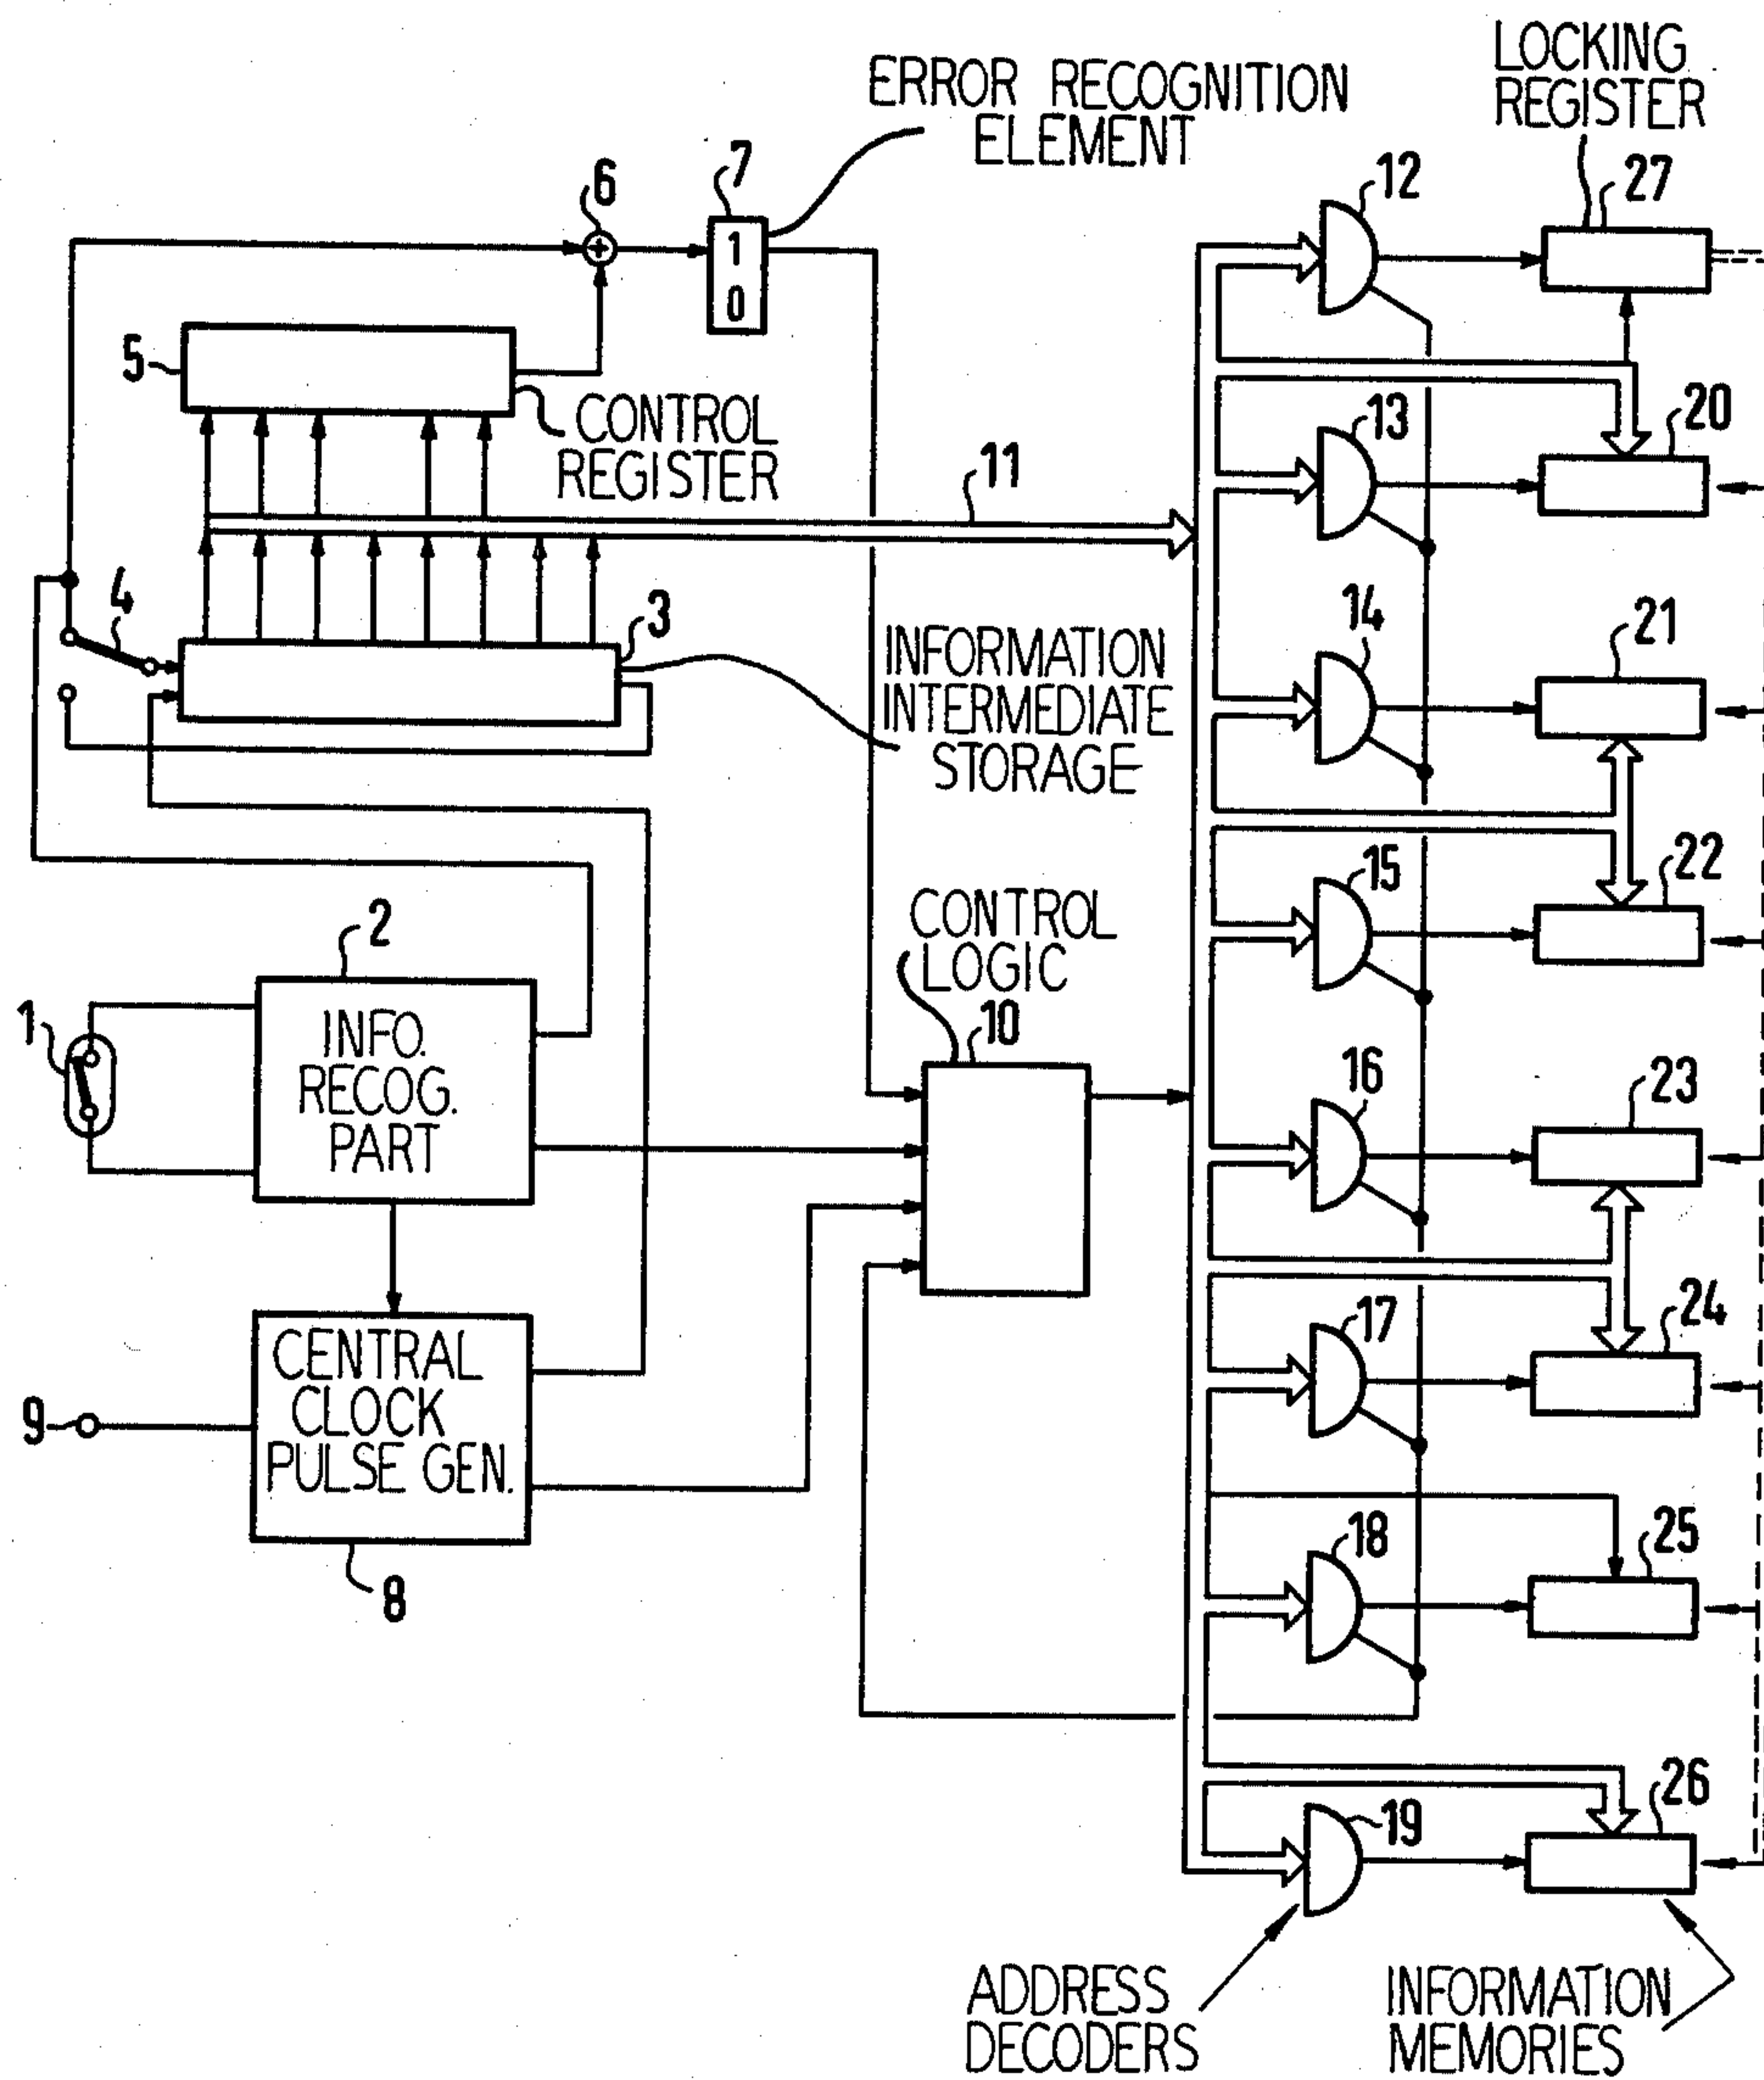 LOCKING
REGISTER
27
ERROR RECOGNITION
ELEMENT
12
6
7
1
0
5
CONTROL
REGISTER
13
20
11
4
3
14
21
INFORMATION
INTERMEDIATE
STORAGE
15
22
2
CONTROL
LOGIC
10
1
INFO.
RECOG.
PART
16
23
17
24
CENTRAL
CLOCK
PULSE GEN.
9
8
18
25
19
26
ADDRESS
DECODERS
INFORMATION
MEMORIES